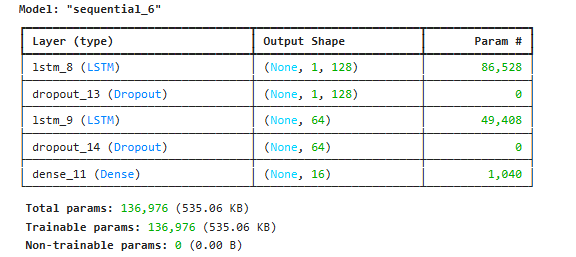 Model: "sequential_6"
Layer (type) Output Shape Param #
lstm_8 (LSTM) (None, 1, 128) 86,528
dropout_13 (Dropout) (None, 1, 128) 0
lstm_9 (LSTM) (None, 64) 49,408
dropout_14 (Dropout) (None, 64) 0
dense_11 (Dense) (None, 16) 1,040
Total params: 136,976 (535.06 KB)
Trainable params: 136,976 (535.06 KB)
Non-trainable params: 0 (0.00 B)